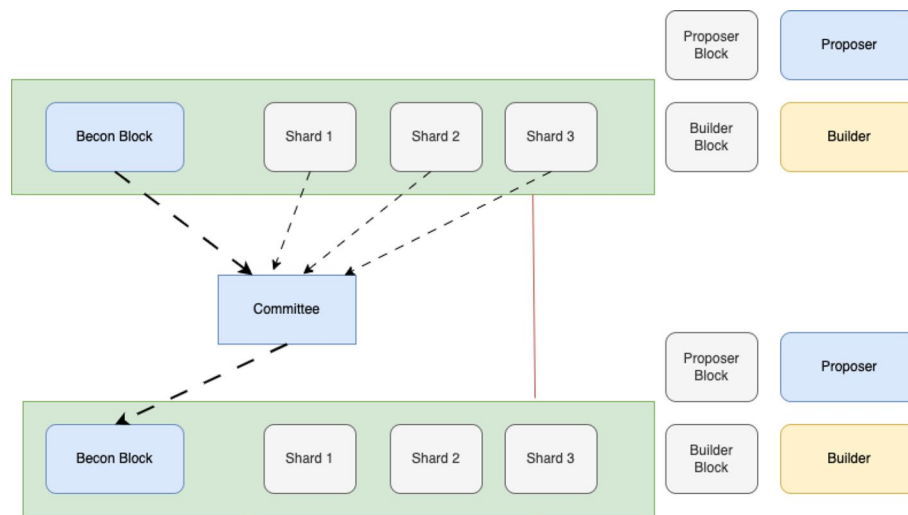 Proposer
Block
Proposer
Becon Block
Shard 1
Shard 2
Shard 3
Builder
Block
Builder
Committee
Proposer
Block
Proposer
Becon Block
Shard 1
Shard 2
Shard 3
Builder
Block
Builder